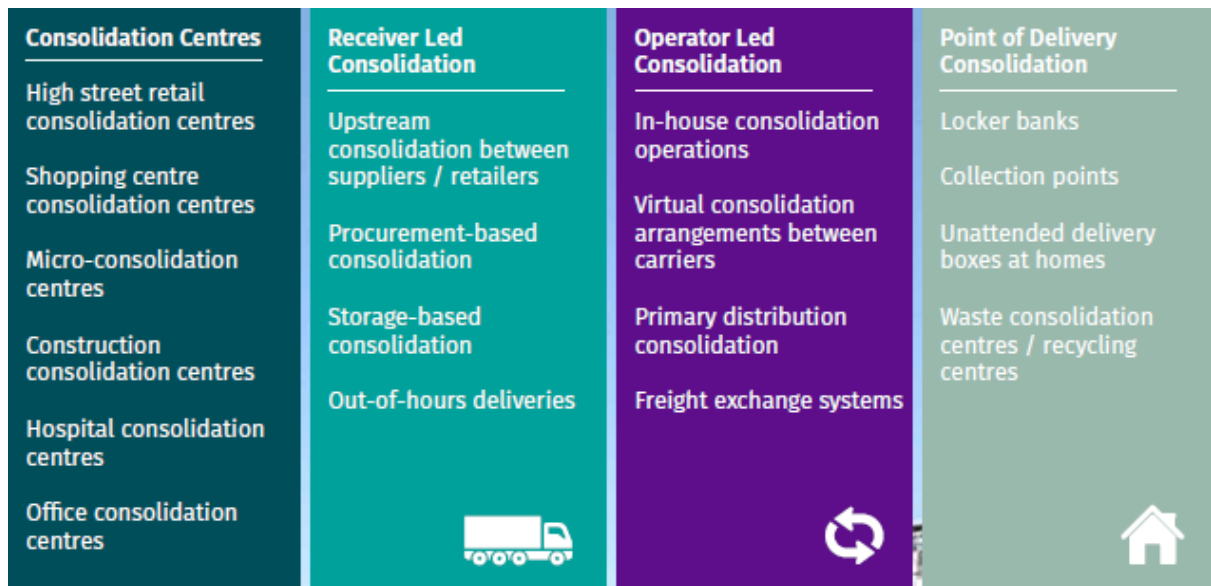 Consolidation Centres
High street retail
consolidation centres
Shopping centre
consolidation centres
Micro-consolidation
centres
Construction
consolidation centres
Hospital consolidation
centres
Office consolidation
centres
Receiver Led
Consolidation
Upstream
consolidation between
suppliers / retailers
Procurement-based
consolidation
Storage-based
consolidation
Out-of-hours deliveries
Operator Led
Consolidation
In-house consolidation
operations
Virtual consolidation
arrangements between
carriers
Primary distribution
consolidation
Freight exchange systems
Point of Delivery
Consolidation
Locker banks
Collection points
Unattended delivery
boxes at homes
Waste consolidation
centres / recycling
centres